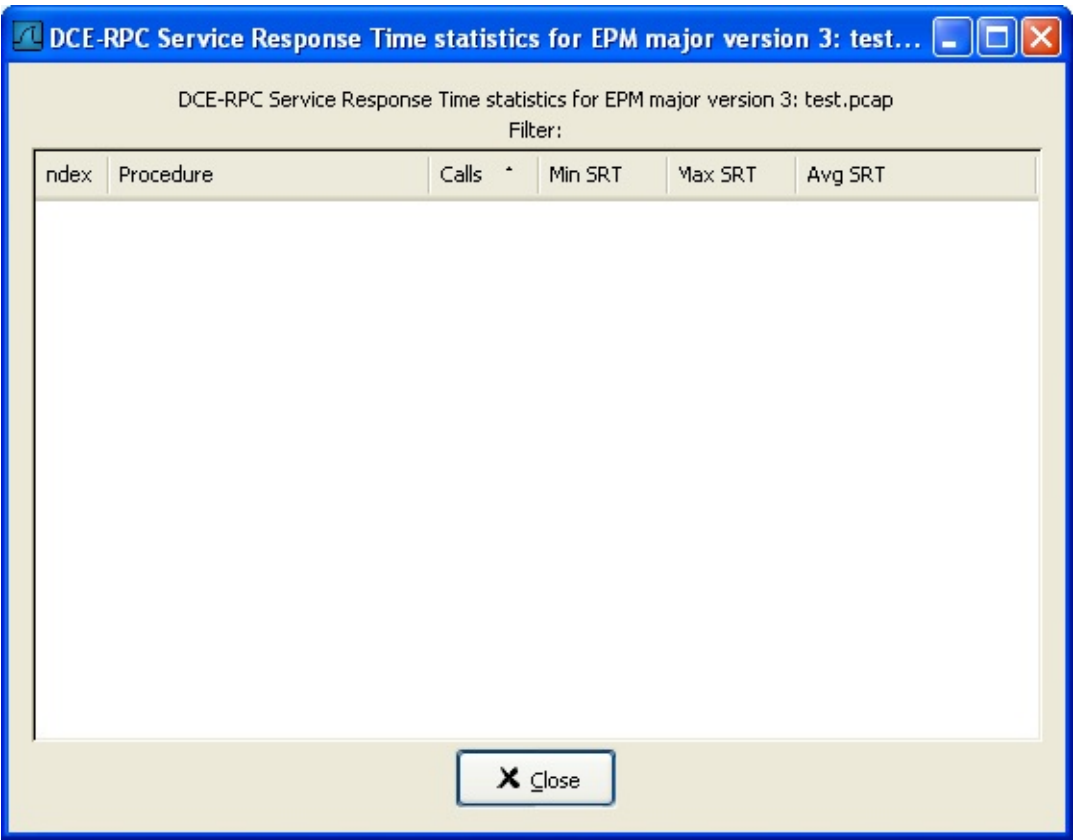 DCE-RPC Service Response Time statistics for EPM major version 3: test...
DCE-RPC Service Response Time statistics for EPM major version 3: test.pcap
Filter:
ndex Procedure Calls Min SRT Max SRT Avg SRT
Close